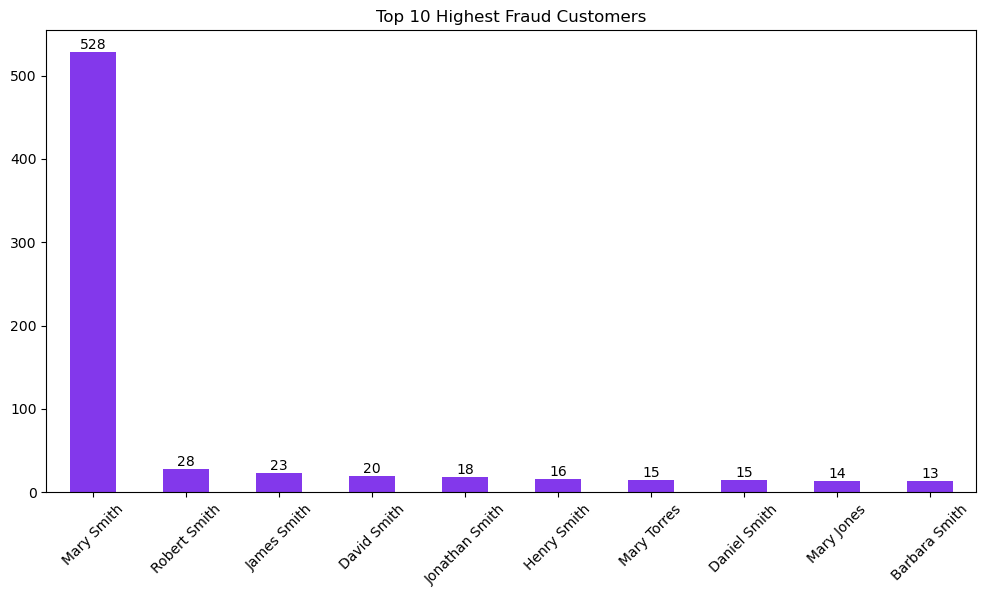 Top 10 Highest Fraud Customers
500
400
300
200
100
0
528
28
23
20
18
16
15
15
14
13
Mary Smith
Robert Smith
James Smith
David Smith
Jonathan Smith
Henry Smith
Mary Torres
Daniel Smith
Mary Jones
Barbara Smith